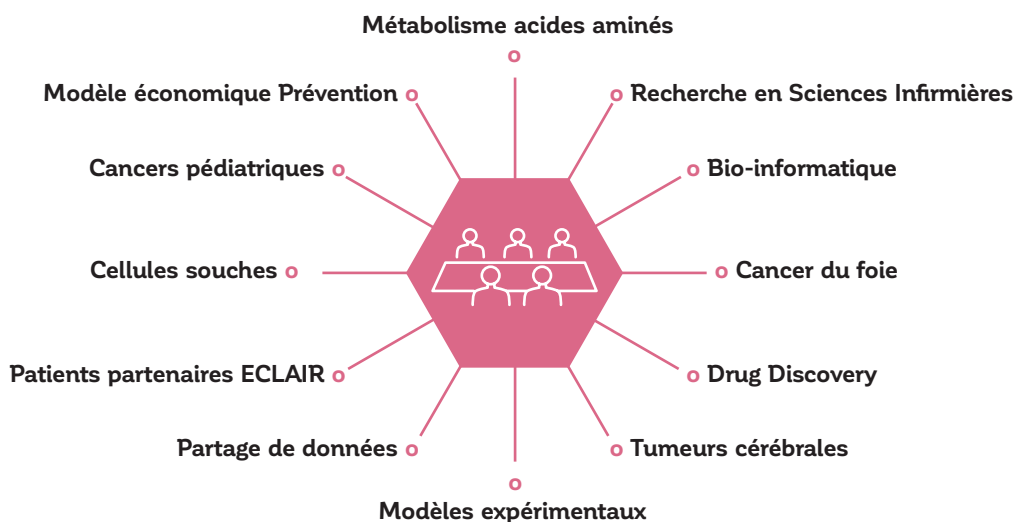 Métabolisme acides aminés
Modèle économique Prévention
Recherche en Sciences Infirmières
Cancers pédiatriques
Bio-informatique
Cellules souches
Cancer du foie
Patients partenaires ECLAIR
Drug Discovery
Partage de données
Tumeurs cérébrales
Modèles expérimentaux